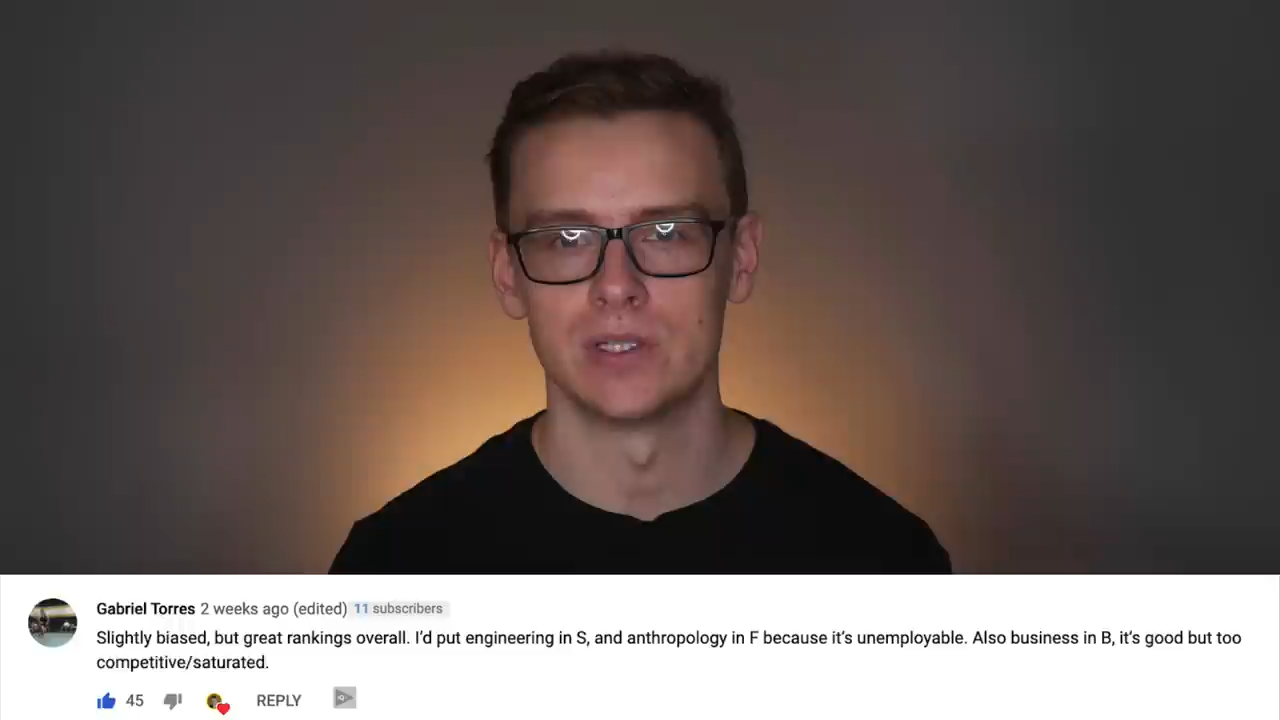 Gabriel Torres 2 weeks ago (edited) 11 subscribers
Slightly biased, but great rankings overall. I'd put engineering in S, and anthropology in F because it's unemployable. Also business in B, it's good but too
competitive/saturated.
45 REPLY